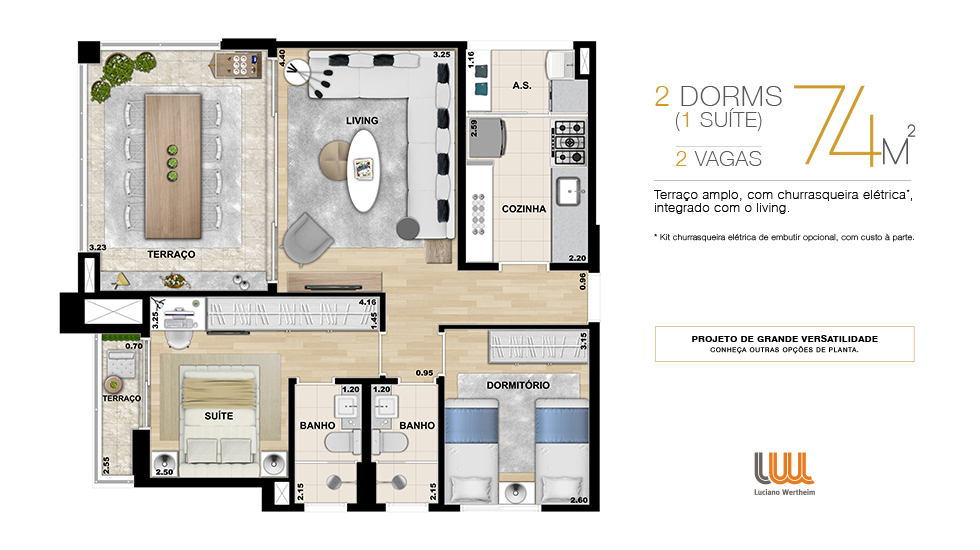 4.40
3.25
1.16
A.S.
LIVING
2.59
COZINHA
2.20
3.23
TERRAÇO
0.96
3.25
4.16
1.45
3.15
0.70
0.95
DORMITÓRIO
TERRAÇO
SUÍTE
1.20
1.20
BANHO
BANHO
2.55
2.50
2.15
2.15
2.60
2 DORMS
(1 SUÍTE)
2 VAGAS
74M²
Terraço amplo, com churrasqueira elétrica*,
integrado com o living.
* Kit churrasqueira elétrica de embutir opcional, com custo à parte.
PROJETO DE GRANDE VERSATILIDADE
CONHEÇA OUTRAS OPÇÕES DE PLANTA.
LW
Luciano Wertheim